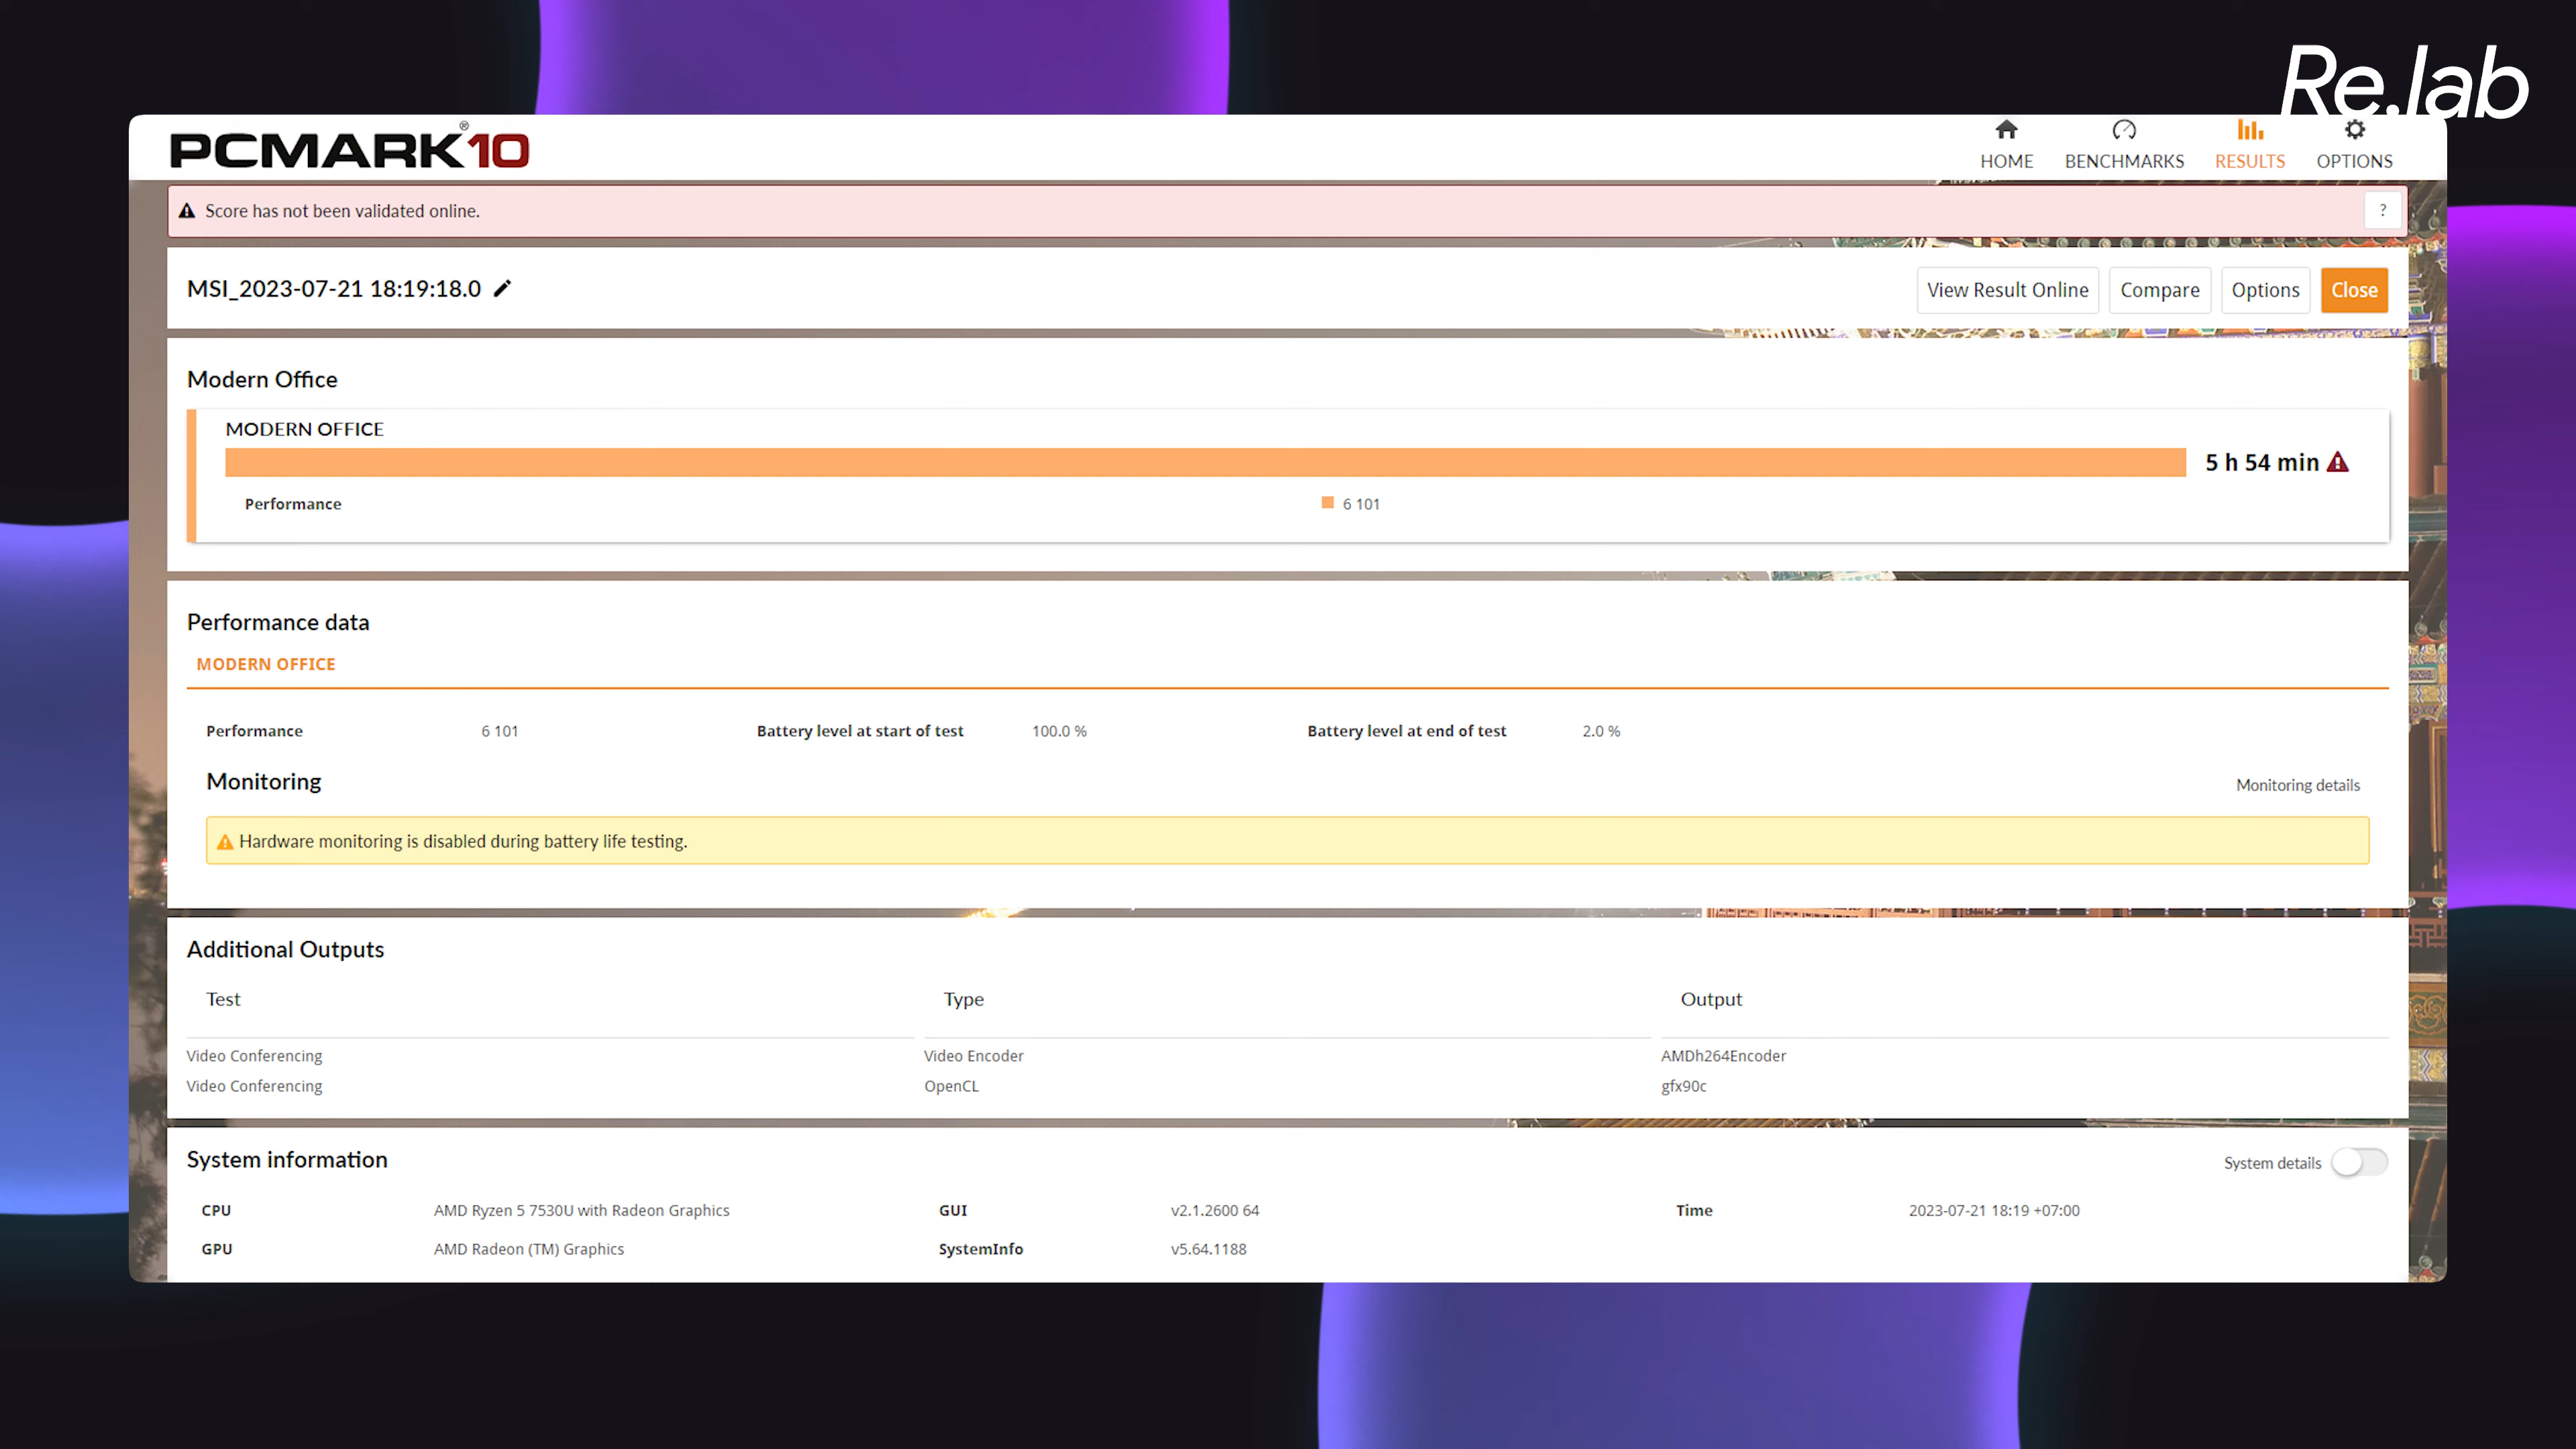 Re.lab
PCMARK®10
HOME BENCHMARKS RESULTS OPTIONS
Score has not been validated online. ?
MSI_2023-07-21 18:19:18.0 View Result Online Compare Options Close
Modern Office
MODERN OFFICE
5 h 54 min
Performance 6 101
Performance data
MODERN OFFICE
Performance 6 101 Battery level at start of test 100.0 % Battery level at end of test 2.0 %
Monitoring Monitoring details
Hardware monitoring is disabled during battery life testing.
Additional Outputs
Test Type Output
Video Conferencing Video Encoder AMDh264Encoder
Video Conferencing OpenCL gfx90c
System information System details
CPU AMD Ryzen 5 7530U with Radeon Graphics GUI v2.1.2600 64 Time 2023-07-21 18:19 +07:00
GPU AMD Radeon (TM) Graphics SystemInfo v5.64.1188